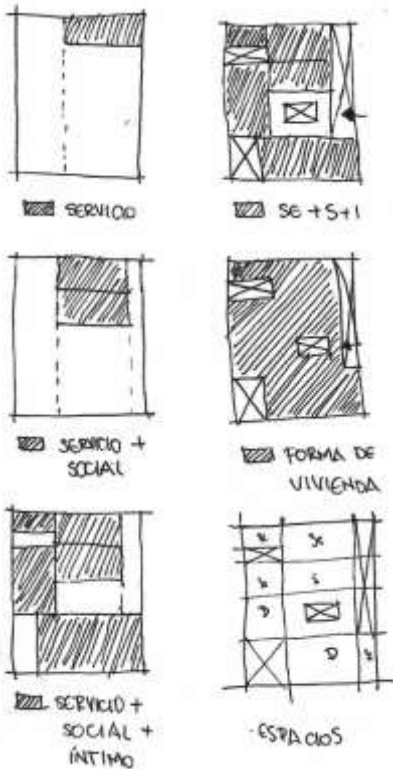 SERVICIO
SE + S + I
SERVICIO +
SOCIAL
FORMA DE
VIVIENDA
SERVICIO +
SOCIAL +
ÍNTIMO
S
D
D
· ESPACIOS